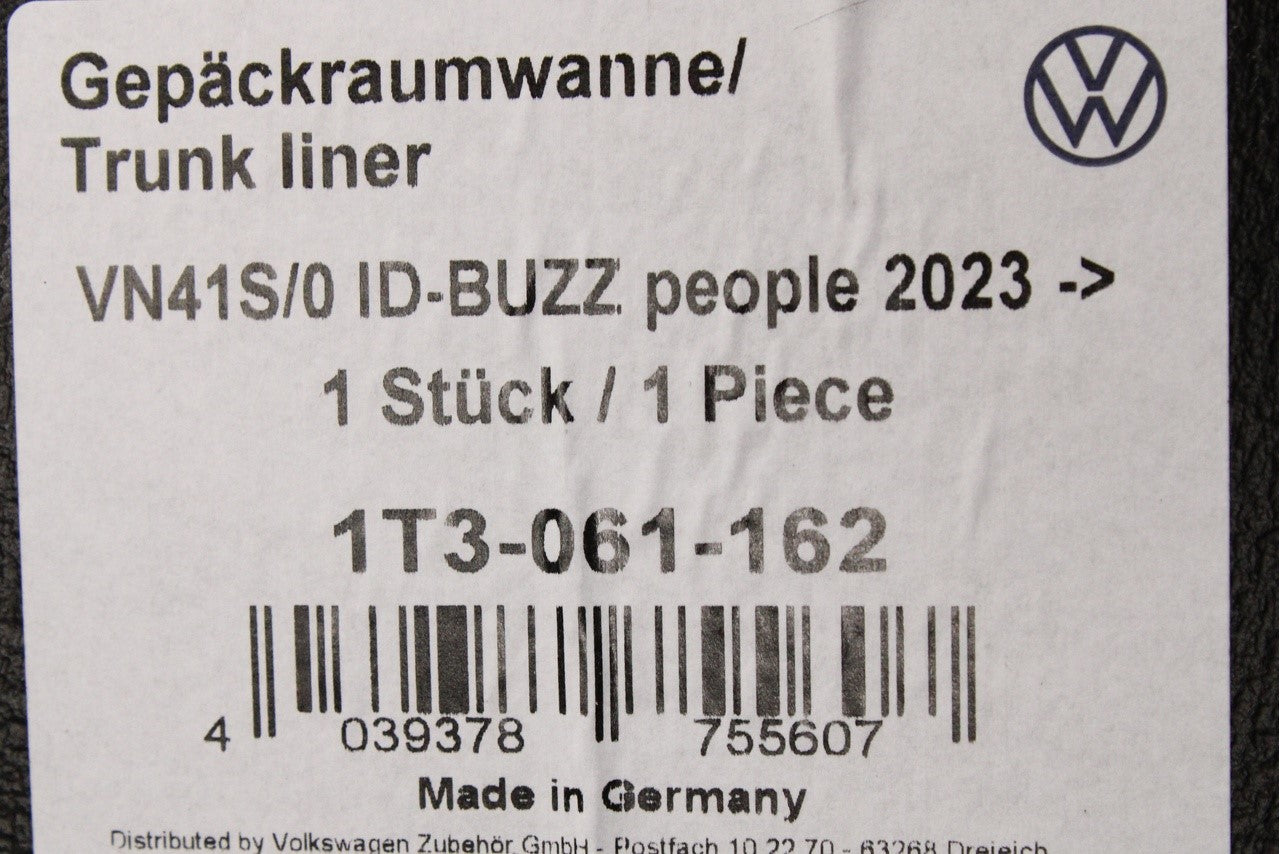 Gepäckraumwanne/
Trunk liner
VN41S/0 ID-BUZZ people 2023 ->
1 Stück / 1 Piece
1T3-061-162
4 039378 755607
Made in Germany
Distributed by Volkswagen Zubehör GmbH - Postfach 10 22 70 - 63268 Dreieich